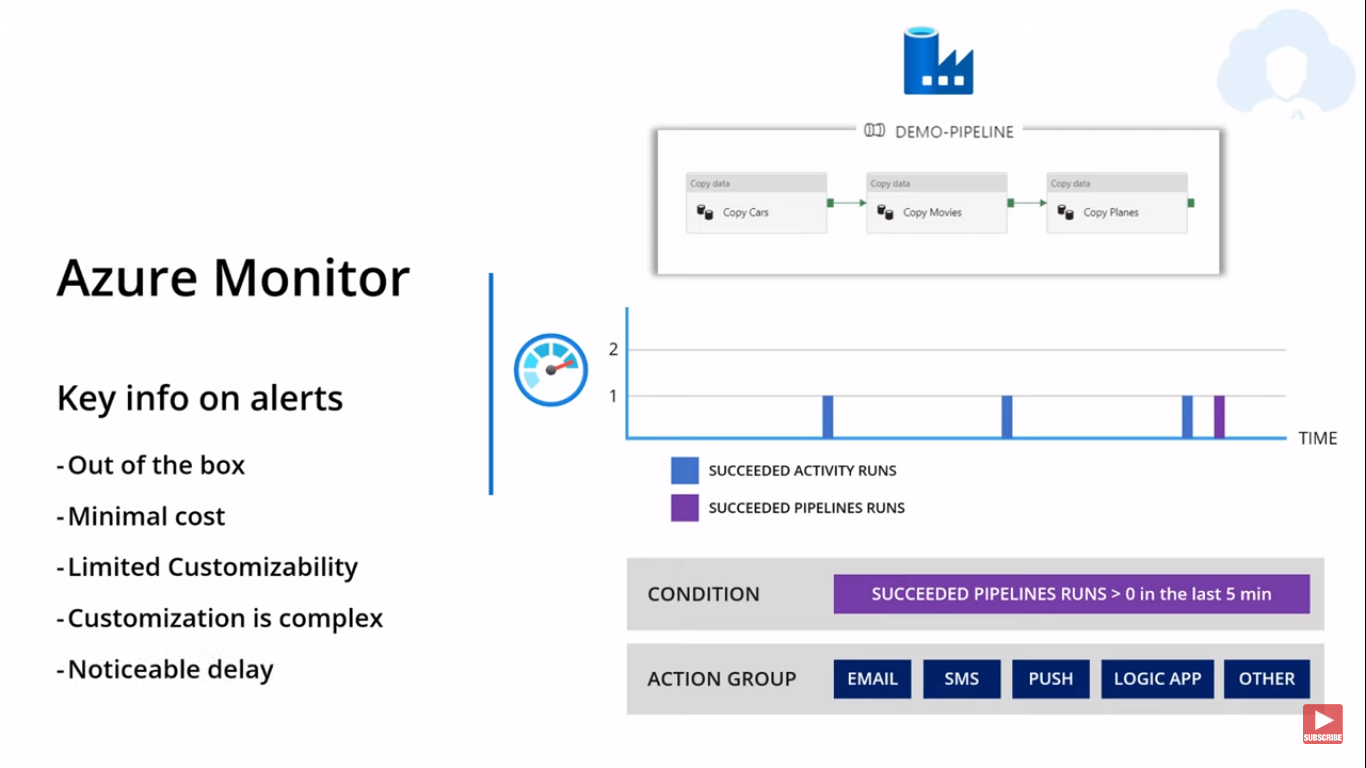 DEMO-PIPELINE
Copy data
Copy Cars
Copy data
Copy Movies
Copy data
Copy Planes
Azure Monitor
Key info on alerts
-Out of the box
-Minimal cost
-Limited Customizability
-Customization is complex
-Noticeable delay
2
1
TIME
SUCCEEDED ACTIVITY RUNS
SUCCEEDED PIPELINES RUNS
CONDITION
SUCCEEDED PIPELINES RUNS > 0 in the last 5 min
ACTION GROUP
EMAIL
SMS
PUSH
LOGIC APP
OTHER
SUBSCRIBE